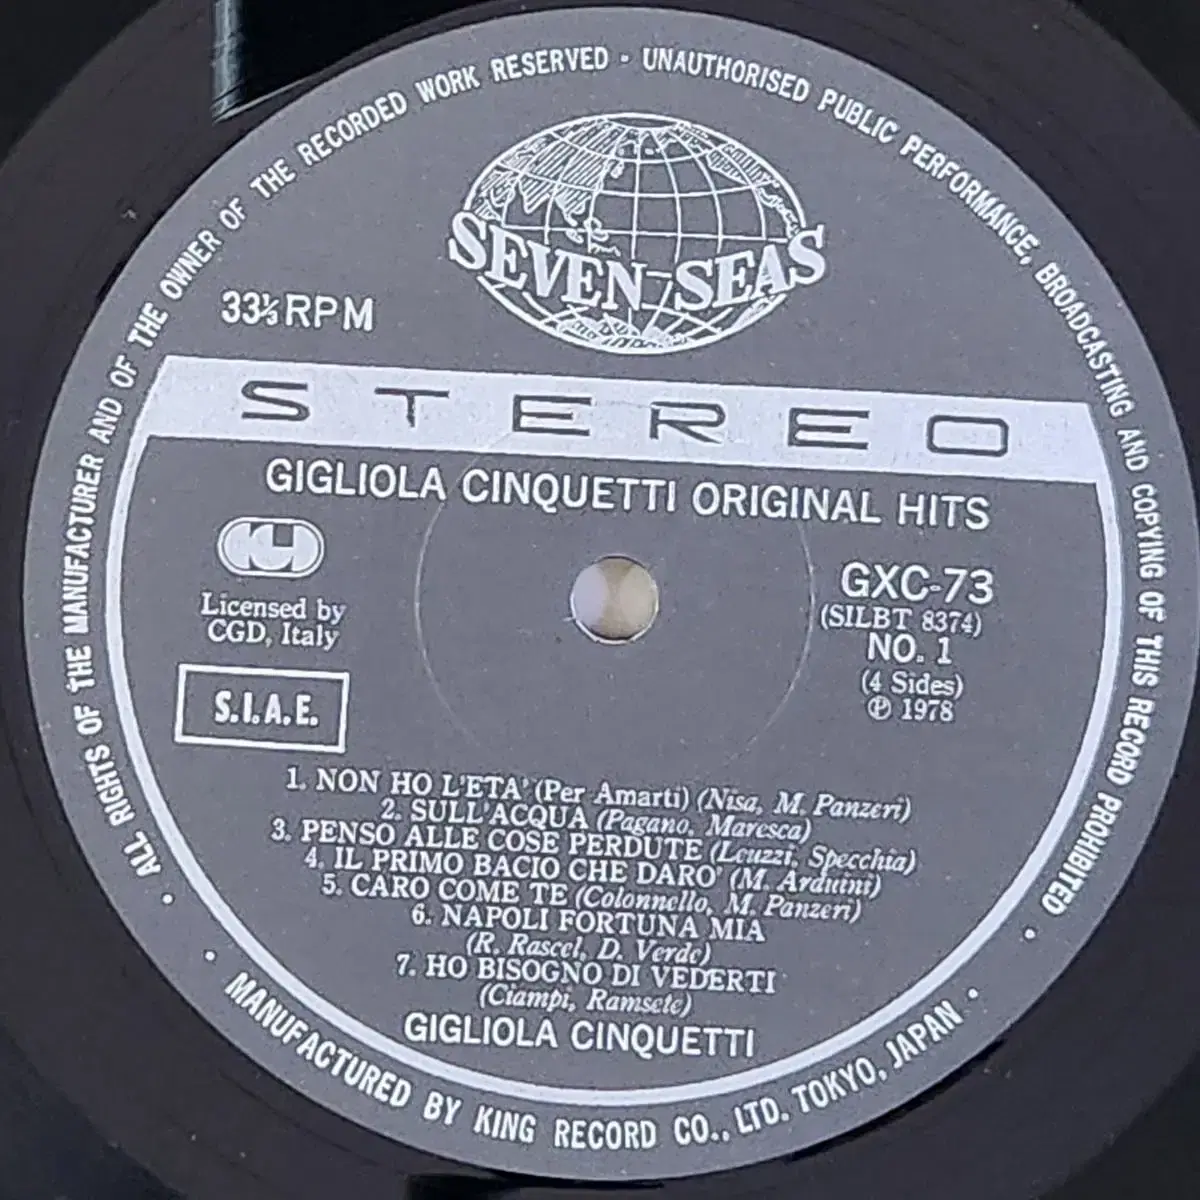 ALL RIGHTS OF THE MANUFACTURER AND OF THE OWNER OF THE RECORDED WORK RESERVED • UNAUTHORISED PUBLIC PERFORMANCE, BROADCASTING AND COPYING OF THIS RECORD PROHIBITED
SEVEN-SEAS
33⅓RPM
STEREO
GIGLIOLA CINQUETTI ORIGINAL HITS
Licensed by
CGD, Italy
S.I.A.E.
GXC-73
(SILBT 8374)
NO. 1
(4 Sides)
℗ 1978
1. NON HO L'ETA' (Per Amarti) (Nisa, M. Panzeri)
2. SULL'ACQUA (Pagano, Maresca)
3. PENSO ALLE COSE PERDUTE (Leuzzi, Specchia)
4. IL PRIMO BACIO CHE DARO' (M. Arduini)
5. CARO COME TE (Colonnello, M. Panzeri)
6. NAPOLI FORTUNA MIA
(R. Rascel, D. Verde)
7. HO BISOGNO DI VEDERTI
(Ciampi, Ramsete)
GIGLIOLA CINQUETTI
• MANUFACTURED BY KING RECORD CO., LTD. TOKYO, JAPAN •